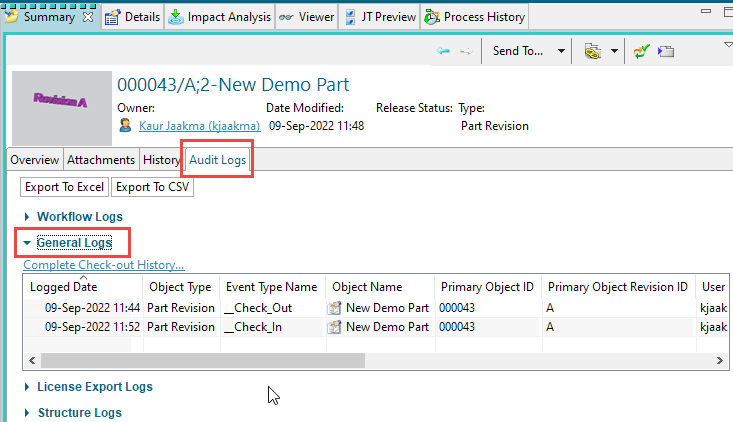 Summary Details Impact Analysis Viewer JT Preview Process History
Send To...
Revision A
000043/A;2-New Demo Part
Owner: Date Modified: Release Status: Type:
Kaur Jaakma (kjaakma) 09-Sep-2022 11:48 Part Revision
Overview Attachments History Audit Logs
Export To Excel Export To CSV
Workflow Logs
General Logs
Complete Check-out History...
Logged Date Object Type Event Type Name Object Name Primary Object ID Primary Object Revision ID User
09-Sep-2022 11:44 Part Revision __Check_Out New Demo Part 000043 A kjaak
09-Sep-2022 11:52 Part Revision __Check_In New Demo Part 000043 A kjaak
License Export Logs
Structure Logs